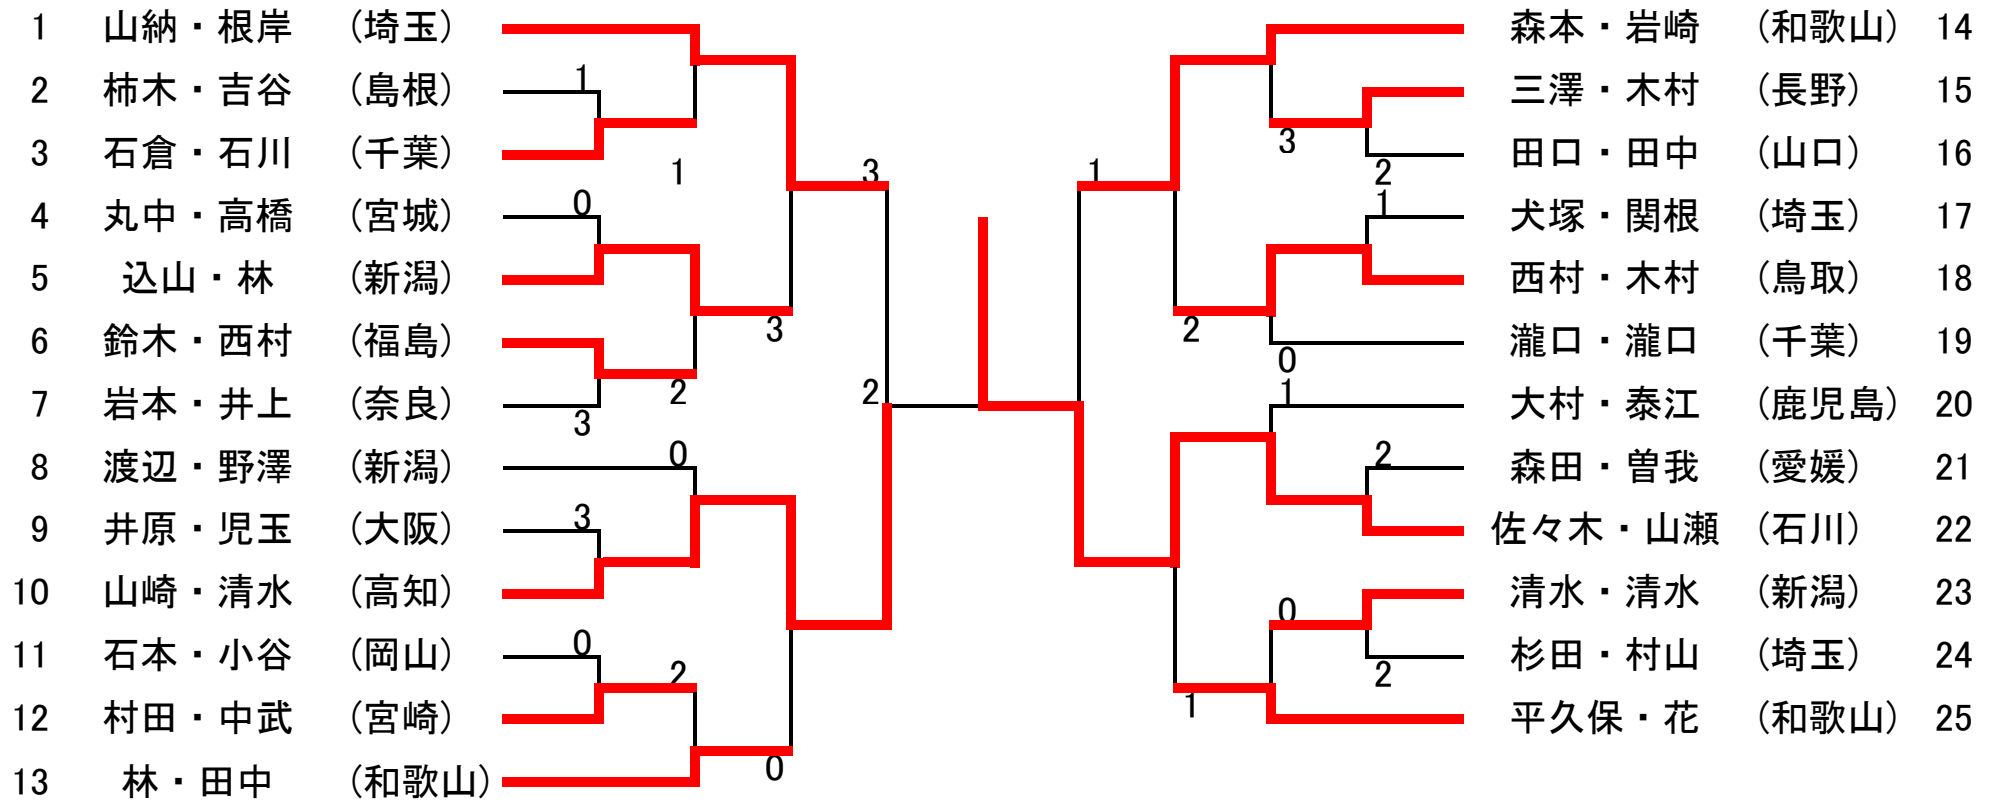 1 山納・根岸 (埼玉)
2 柿木・吉谷 (島根)
3 石倉・石川 (千葉)
4 丸中・高橋 (宮城)
5 込山・林 (新潟)
6 鈴木・西村 (福島)
7 岩本・井上 (奈良)
8 渡辺・野澤 (新潟)
9 井原・児玉 (大阪)
10 山崎・清水 (高知)
11 石本・小谷 (岡山)
12 村田・中武 (宮崎)
13 林・田中 (和歌山)
1
0
3
3
0
1
2
0
2
3
3
0
3
2
1
2
1
3
0
1
0
2
1
2
2
森本・岩崎 (和歌山) 14
三澤・木村 (長野) 15
田口・田中 (山口) 16
犬塚・関根 (埼玉) 17
西村・木村 (鳥取) 18
瀧口・瀧口 (千葉) 19
大村・泰江 (鹿児島) 20
森田・曽我 (愛媛) 21
佐々木・山瀬 (石川) 22
清水・清水 (新潟) 23
杉田・村山 (埼玉) 24
平久保・花 (和歌山) 25